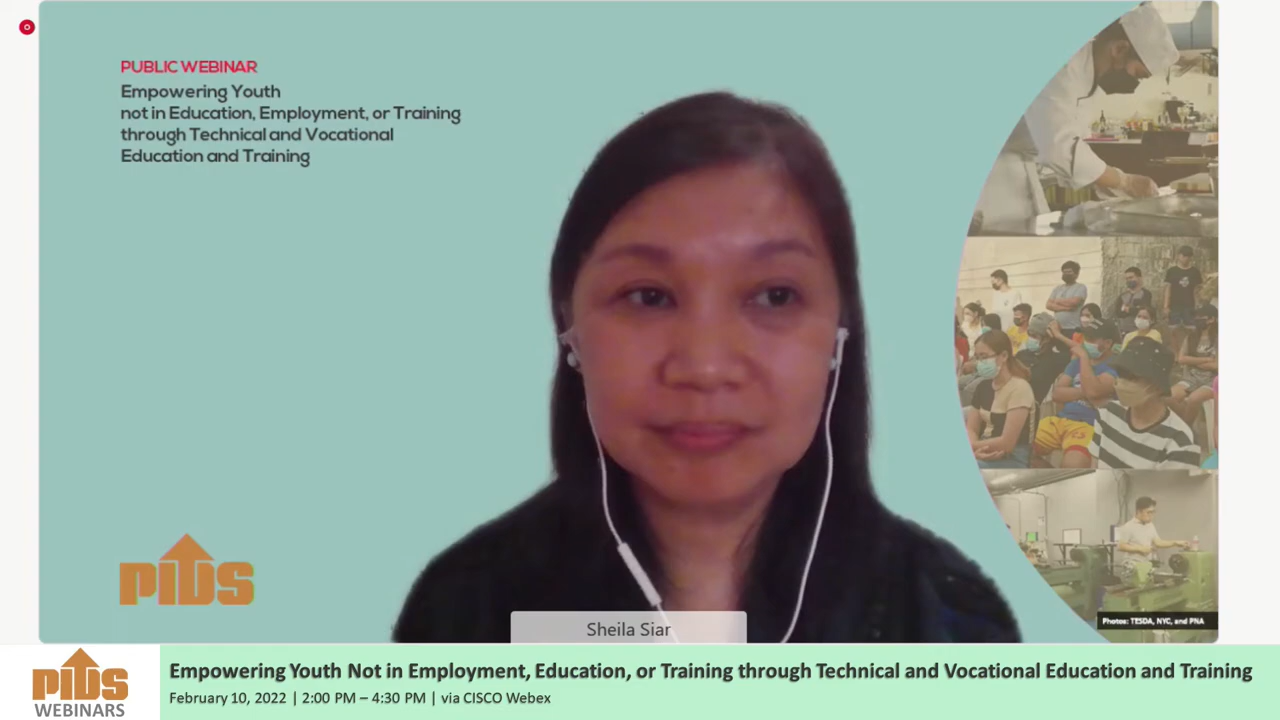 PUBLIC WEBINAR
Empowering Youth
not in Education, Employment, or Training
through Technical and Vocational
Education and Training
PIDS
Sheila Siar
Photos: TESDA, NYC, and PNA
PIDS
WEBINARS
Empowering Youth Not in Employment, Education, or Training through Technical and Vocational Education and Training
February 10, 2022 | 2:00 PM – 4:30 PM | via CISCO Webex